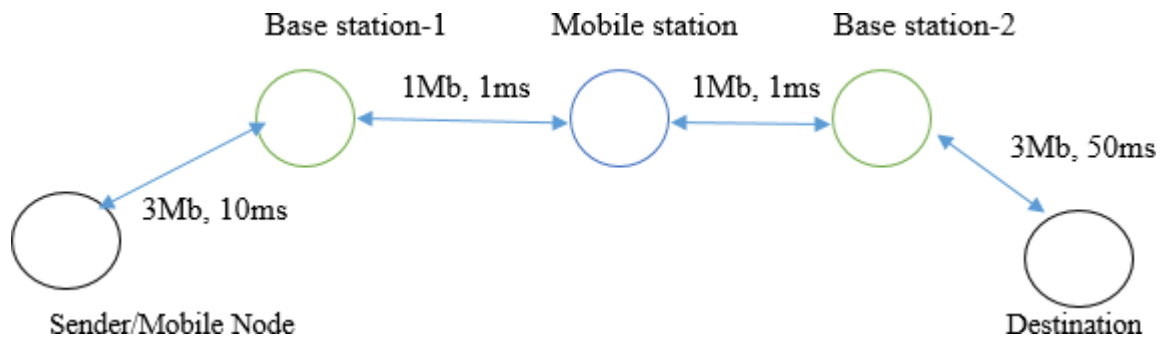 Base station-1
Mobile station
Base station-2
1Mb, 1ms
1Mb, 1ms
3Mb, 50ms
3Mb, 10ms
Sender/Mobile Node
Destination